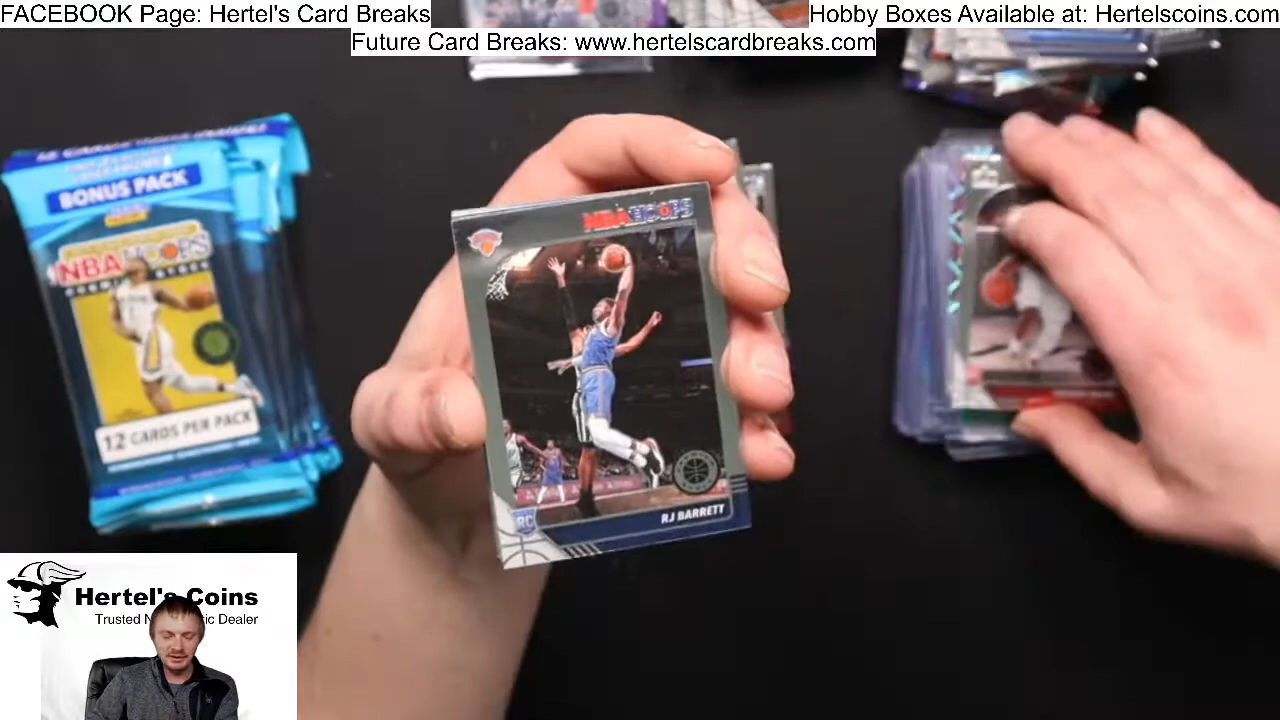 FACEBOOK Page: Hertel's Card Breaks
Hobby Boxes Available at: Hertelscoins.com
Future Card Breaks: www.hertelscardbreaks.com
BONUS PACK
NBA HOOPS
12 CARDS PER PACK
NBA HOOPS
RC
RJ BARRETT
Hertel's Coins
Trusted Dealer